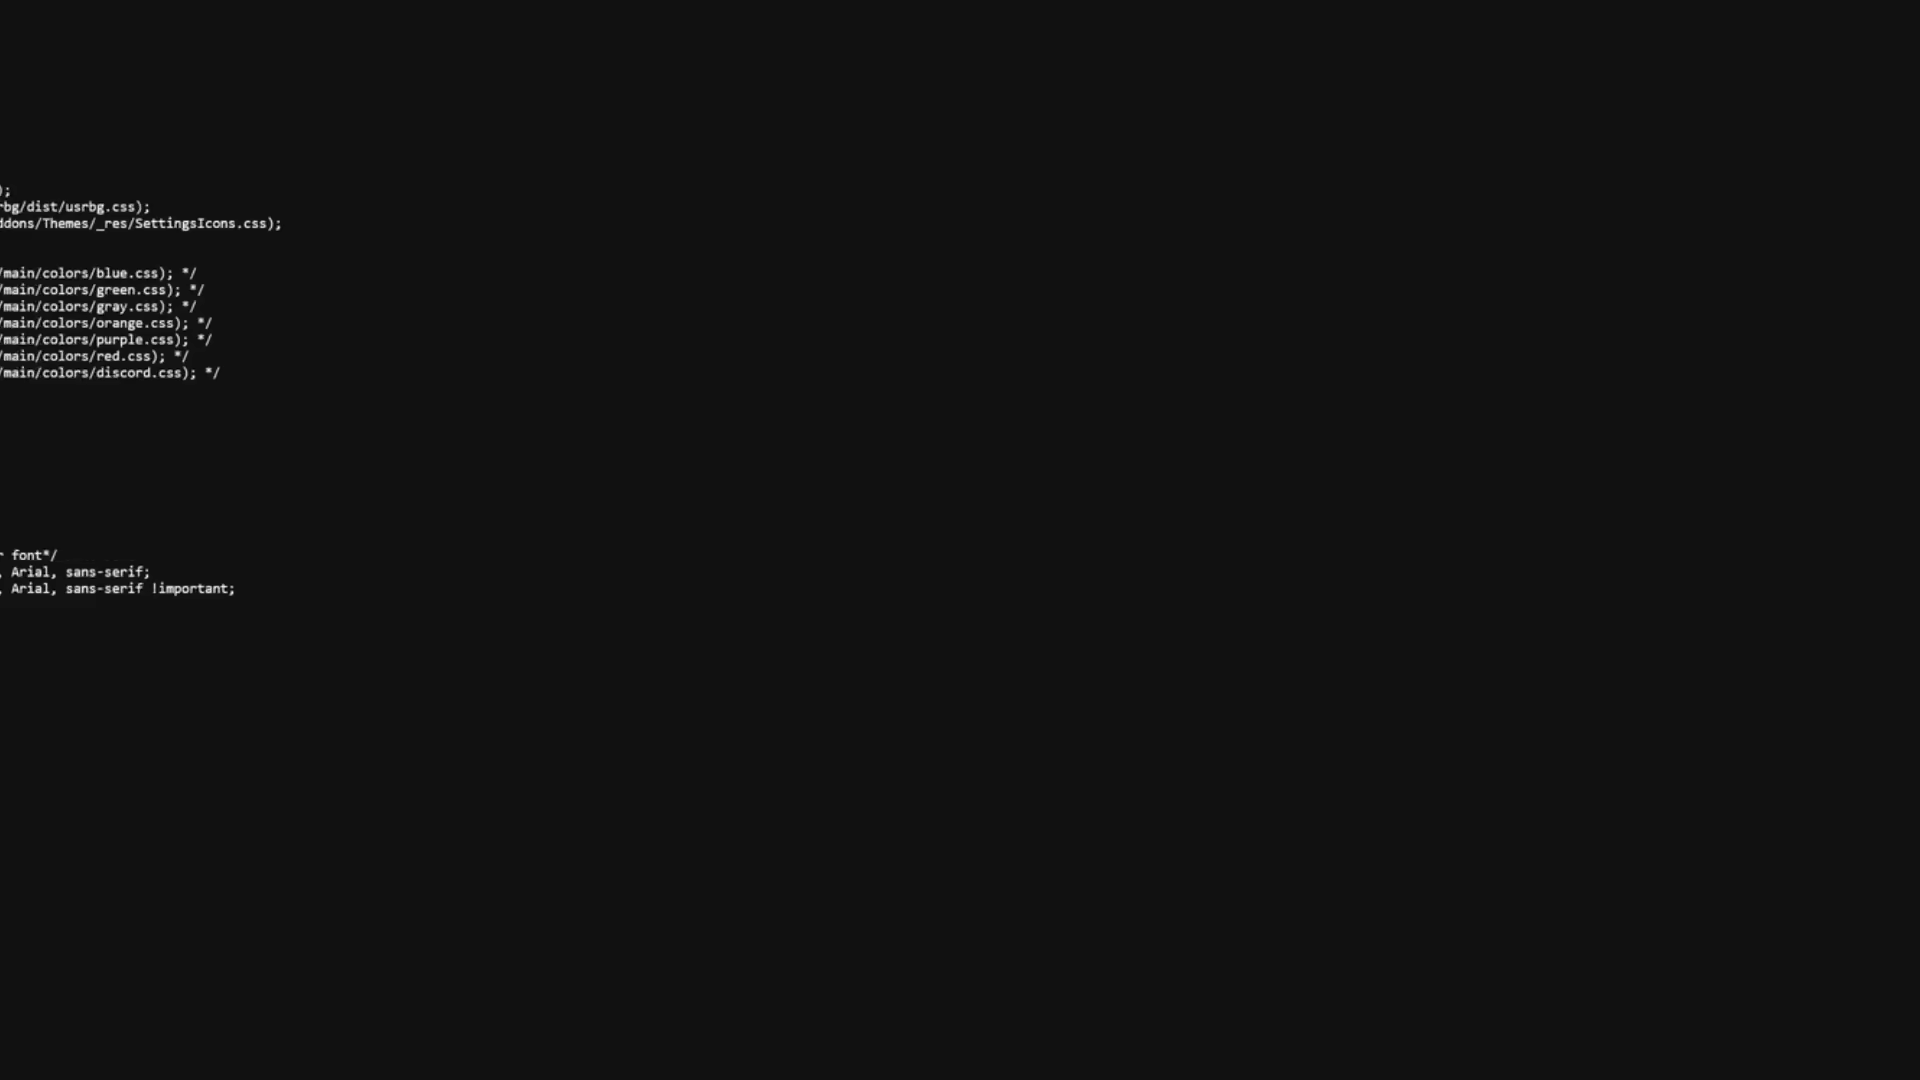 );
rbg/dist/usrbg.css);
ddons/Themes/_res/SettingsIcons.css);
/main/colors/blue.css); */
/main/colors/green.css); */
/main/colors/gray.css); */
/main/colors/orange.css); */
/main/colors/purple.css); */
/main/colors/red.css); */
/main/colors/discord.css); */
r font*/
, Arial, sans-serif;
, Arial, sans-serif !important;